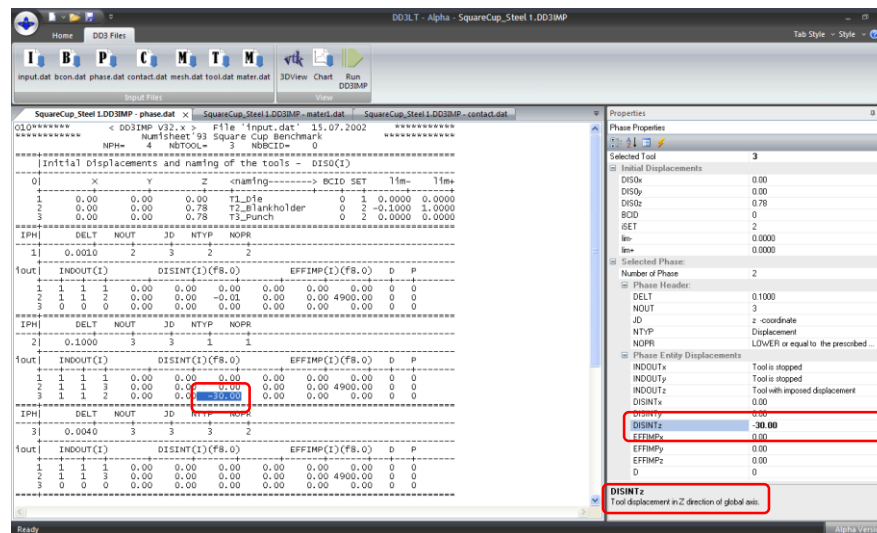 DD3LT - Alpha - SquareCup_Steel 1.DD3IMP
Home DD3 Files
Tab Style Style
I B P C M T M vtk
input.dat bcon.dat phase.dat contact.dat mesh.dat tool.dat mater.dat 3DView Chart Run
DD3IMP
Input Files View
SquareCup_Steel1.DD3IMP - phase.dat x SquareCup_Steel1.DD3IMP - mater1.dat SquareCup_Steel1.DD3IMP - contact.dat
010******* < DD3IMP V32.x > File 'input.dat' 15.07.2002 ***********
************* Numisheet'93 Square Cup Benchmark *************
NPH= 4 NbTOOL= 3 NbBCID= 0
|Initial Displacements and naming of the tools - DIS0(I)
0| X Y Z <naming--------> BCID SET lim- lim+
1 0.00 0.00 0.00 T1_Die 0 1 0.0000 0.0000
2 0.00 0.00 0.78 T2_Blankholder 0 2 -0.1000 1.0000
3 0.00 0.00 0.78 T3_Punch 0 2 0.0000 0.0000
IPH| DELT NOUT JD NTYP NOPR
1| 0.0010 2 3 2 2
iout| INDOUT(I) DISINT(I)(f8.0) EFFIMP(I)(f8.0) D P
1 1 1 1 0.00 0.00 0.00 0.00 0.00 0.00 0 0
2 1 1 2 0.00 0.00 -0.01 0.00 0.00 4900.00 0 0
3 0 0 0 0.00 0.00 0.00 0.00 0.00 0.00 0 0
IPH| DELT NOUT JD NTYP NOPR
2| 0.1000 3 3 1 1
iout| INDOUT(I) DISINT(I)(f8.0) EFFIMP(I)(f8.0) D P
1 1 1 1 0.00 0.00 0.00 0.00 0.00 0.00 0 0
2 1 1 3 0.00 0.00 0.00 0.00 0.00 4900.00 0 0
3 1 1 2 0.00 0.00 -30.00 0.00 0.00 0.00 0 0
IPH| DELT NOUT JD NTYP NOPR
3| 0.0040 3 3 3 2
iout| INDOUT(I) DISINT(I)(f8.0) EFFIMP(I)(f8.0) D P
1 1 1 1 0.00 0.00 0.00 0.00 0.00 0.00 0 0
2 1 1 3 0.00 0.00 0.00 0.00 0.00 4900.00 0 0
3 0 0 0 0.00 0.00 0.00 0.00 0.00 0.00 0 0
Properties
Phase Properties
Selected Tool 3
Initial Displacements
DIS0x 0.00
DIS0y 0.00
DIS0z 0.78
BCID 0
iSET 2
lim- 0.0000
lim+ 0.0000
Selected Phase:
Number of Phase 2
Phase Header:
DELT 0.1000
NOUT 3
JD z -coordinate
NTYP Displacement
NOPR LOWER or equal to the prescribed ...
Phase Entity Displacements
INDOUTx Tool is stopped
INDOUTy Tool is stopped
INDOUTz Tool with imposed displacement
DISINTx 0.00
DISINTy 0.00
DISINTz -30.00
EFFIMPx 0.00
EFFIMPy 0.00
EFFIMPz 0.00
D 0
DISINTz
Tool displacement in Z direction of global axis.
Ready
Alpha Versio